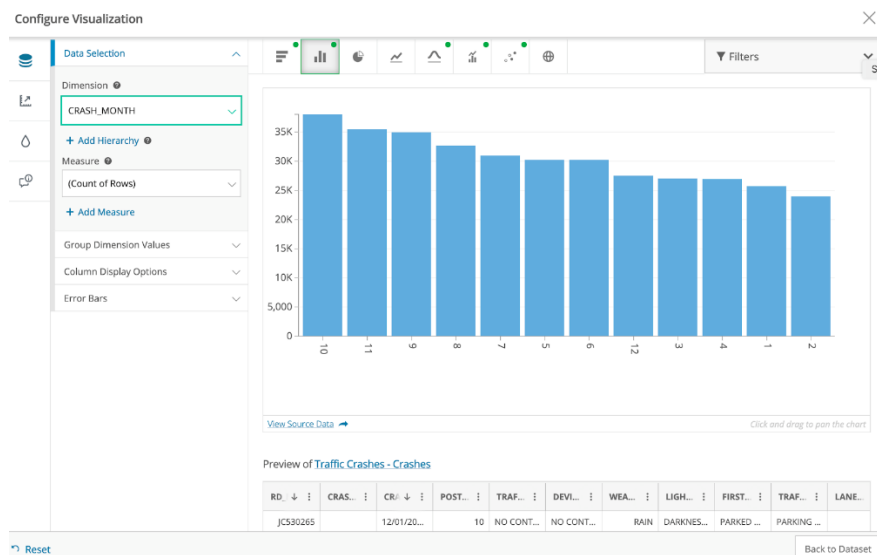 Configure Visualization
Data Selection
Filters
S
Dimension
CRASH_MONTH
+ Add Hierarchy
Measure
(Count of Rows)
+ Add Measure
Group Dimension Values
Column Display Options
Error Bars
35K
30K
25K
20K
15K
10K
5,000
0
10 11 9 8 7 5 6 12 3 4 1 2
View Source Data
Click and drag to pan the chart
Preview of Traffic Crashes - Crashes
RD_ CRAS... CRA POST... TRAF... DEVI... WEA... LIGH... FIRST... TRAF... LANE...
JC530265 12/01/20... 10 NO CONT... NO CONT... RAIN DARKNES... PARKED ... PARKING ...
Reset
Back to Dataset